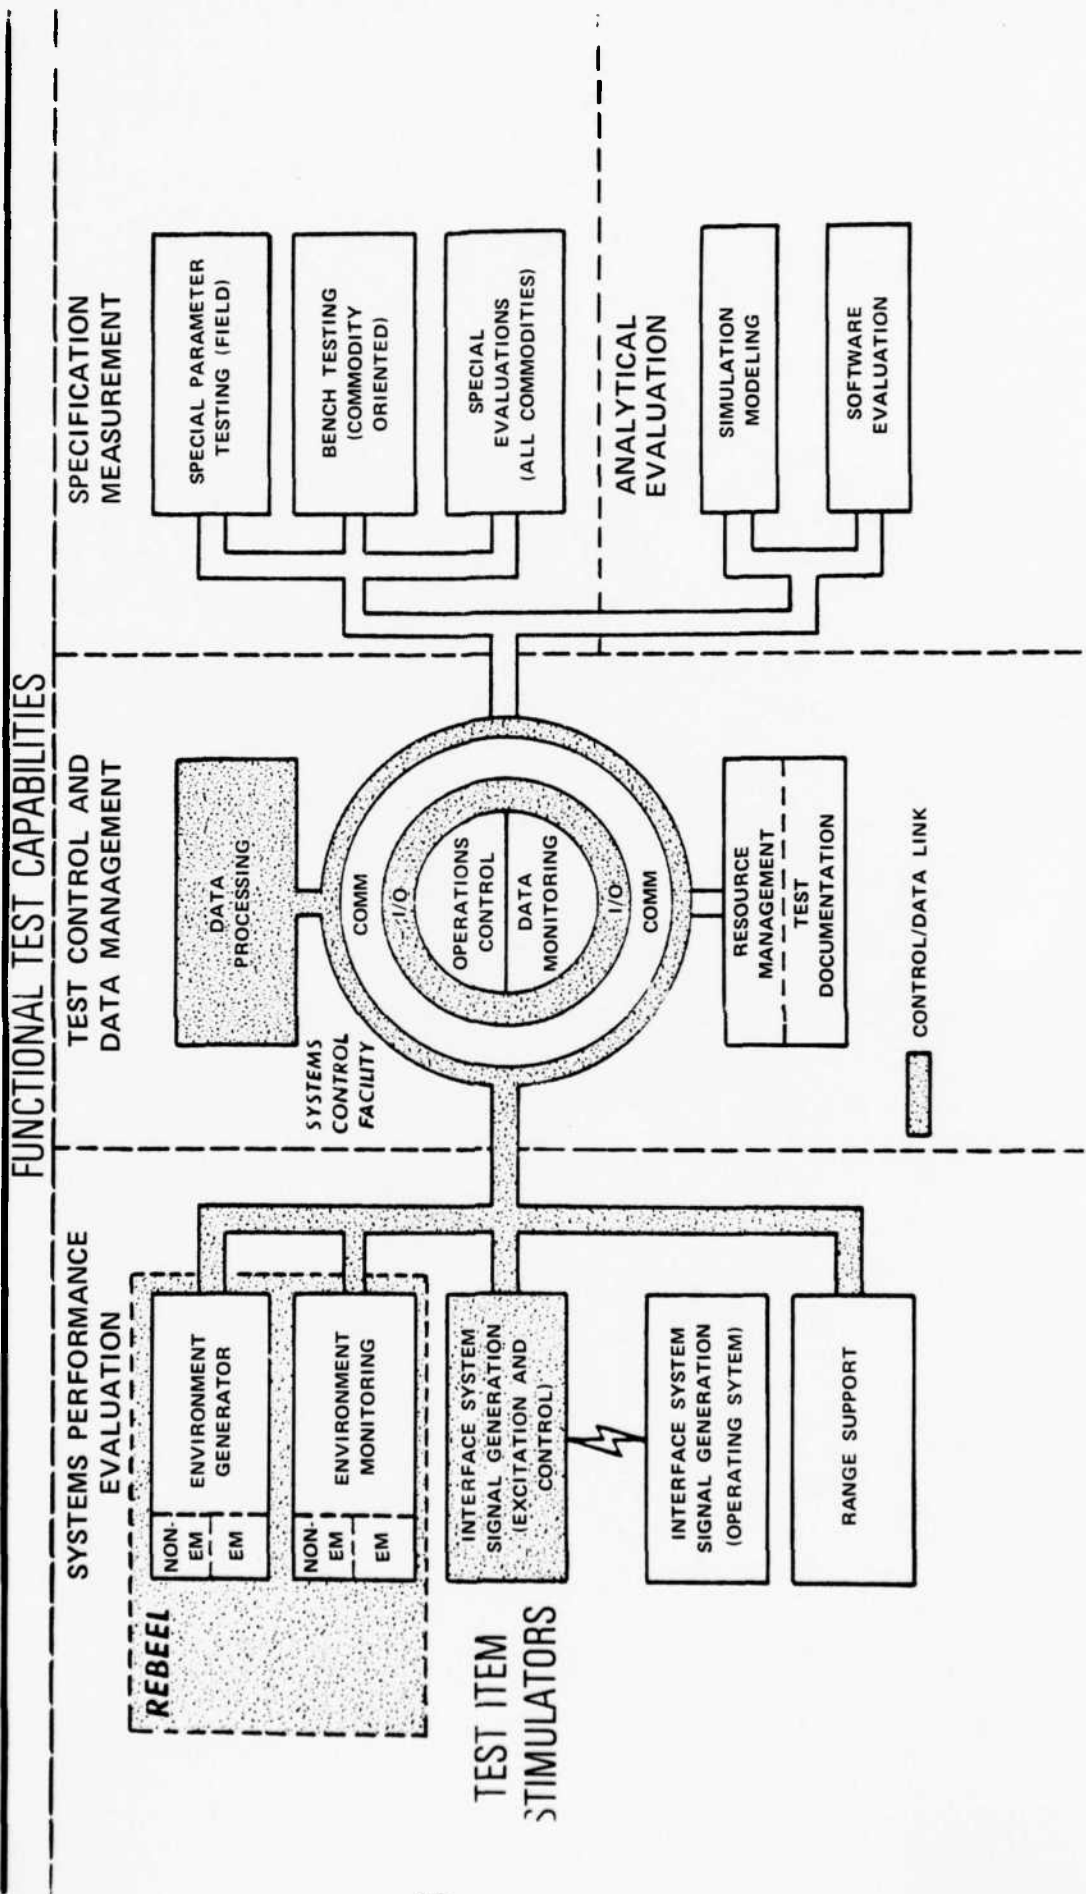 FUNCTIONAL TEST CAPABILITIES
SYSTEMS PERFORMANCE
EVALUATION
REBEEL
NON-
EM
EM
ENVIRONMENT
GENERATOR
NON-
EM
EM
ENVIRONMENT
MONITORING
TEST ITEM
STIMULATORS
INTERFACE SYSTEM
SIGNAL GENERATION
(EXCITATION AND
CONTROL)
INTERFACE SYSTEM
SIGNAL GENERATION
(OPERATING SYTEM)
RANGE SUPPORT
TEST CONTROL AND
DATA MANAGEMENT
DATA
PROCESSING
SYSTEMS
CONTROL
FACILITY
COMM
I/O
OPERATIONS
CONTROL
DATA
MONITORING
I/O
COMM
RESOURCE
MANAGEMENT
TEST
DOCUMENTATION
CONTROL/DATA LINK
SPECIFICATION
MEASUREMENT
SPECIAL PARAMETER
TESTING (FIELD)
BENCH TESTING
(COMMODITY
ORIENTED)
SPECIAL
EVALUATIONS
(ALL COMMODITIES)
ANALYTICAL
EVALUATION
SIMULATION
MODELING
SOFTWARE
EVALUATION